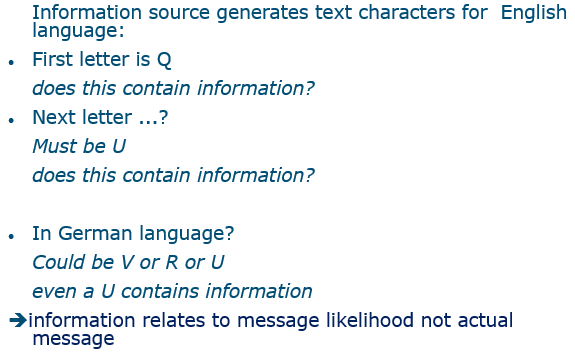 Information source generates text characters for English
language:
• First letter is Q
does this contain information?
• Next letter ...?
Must be U
does this contain information?
• In German language?
Could be V or R or U
even a U contains information
➔information relates to message likelihood not actual
message